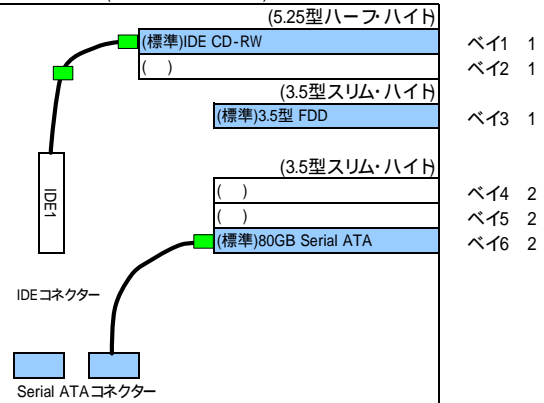 (5.25型ハーフ・ハイト)
(標準)IDE CD-RW ベイ1 1
( ) ベイ2 1
(3.5型スリム・ハイト)
(標準)3.5型 FDD ベイ3 1
(3.5型スリム・ハイト)
( ) ベイ4 2
( ) ベイ5 2
(標準)80GB Serial ATA ベイ6 2
IDE1
IDEコネクター
Serial ATAコネクター